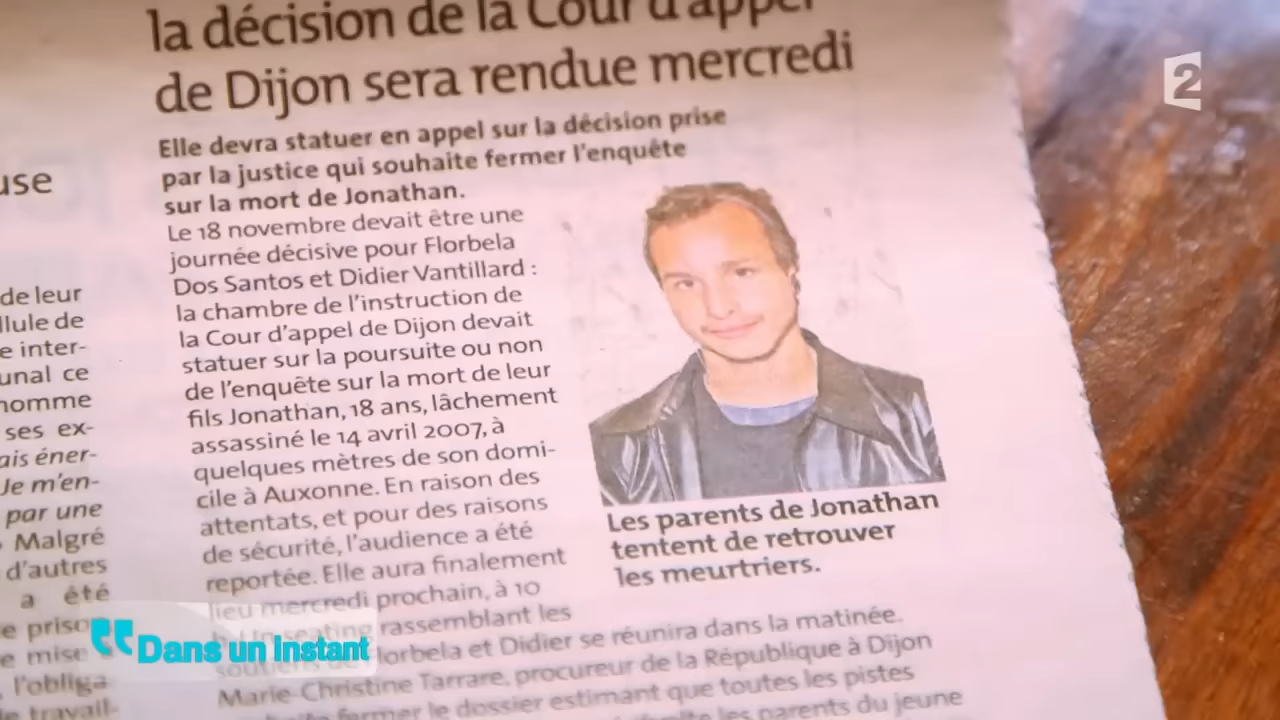 la décision de la Cour d'appel
de Dijon sera rendue mercredi
Elle devra statuer en appel sur la décision prise
par la justice qui souhaite fermer l'enquête
sur la mort de Jonathan.
Le 18 novembre devait être une
journée décisive pour Florbela
Dos Santos et Didier Vantillard :
la chambre de l'instruction de
la Cour d'appel de Dijon devait
statuer sur la poursuite ou non
de l'enquête sur la mort de leur
fils Jonathan, 18 ans, lâchement
assassiné le 14 avril 2007, à
quelques mètres de son domi-
cile à Auxonne. En raison des
attentats, et pour des raisons
de sécurité, l'audience a été
reportée. Elle aura finalement
lieu mercredi prochain, à 10
rassemblant les
soutiens de Florbela et Didier se réunira dans la matinée.
Marie-Christine Tarrare, procureur de la République à Dijon
fermer le dossier estimant que toutes les pistes
les parents du jeune
Les parents de Jonathan
tentent de retrouver
les meurtriers.
use
de leur
llule de
e inter-
unal ce
homme
ses ex-
ais éner-
Je m'en-
par une
Malgré
d'autres
a été
e priso
e mise
l'obliga-
travail-
2
Dans un instant